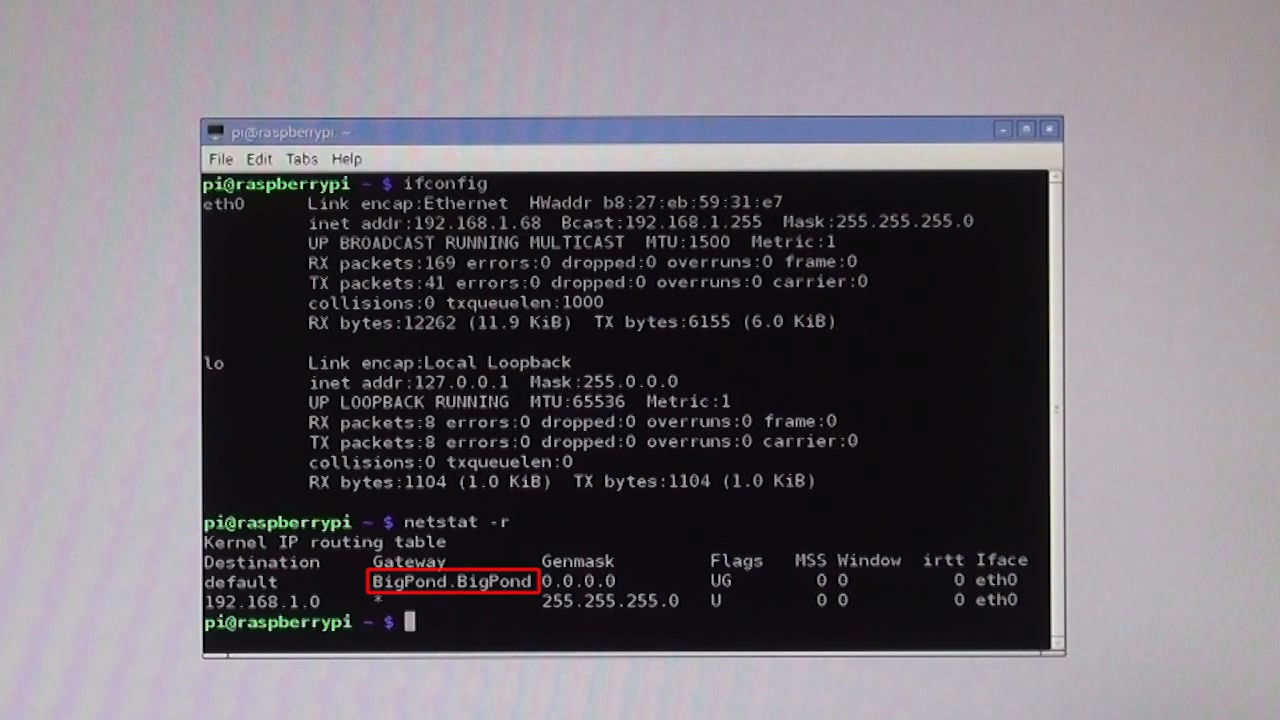 pi@raspberrypi: ~
File Edit Tabs Help
pi@raspberrypi ~ $ ifconfig
eth0 Link encap:Ethernet HWaddr b8:27:eb:59:31:e7
inet addr:192.168.1.68 Bcast:192.168.1.255 Mask:255.255.255.0
UP BROADCAST RUNNING MULTICAST MTU:1500 Metric:1
RX packets:169 errors:0 dropped:0 overruns:0 frame:0
TX packets:41 errors:0 dropped:0 overruns:0 carrier:0
collisions:0 txqueuelen:1000
RX bytes:12262 (11.9 KiB) TX bytes:6155 (6.0 KiB)
lo Link encap:Local Loopback
inet addr:127.0.0.1 Mask:255.0.0.0
UP LOOPBACK RUNNING MTU:65536 Metric:1
RX packets:8 errors:0 dropped:0 overruns:0 frame:0
TX packets:8 errors:0 dropped:0 overruns:0 carrier:0
collisions:0 txqueuelen:0
RX bytes:1104 (1.0 KiB) TX bytes:1104 (1.0 KiB)
pi@raspberrypi ~ $ netstat -r
Kernel IP routing table
Destination Gateway Genmask Flags MSS Window irtt Iface
default BigPond.BigPond 0.0.0.0 UG 0 0 0 eth0
192.168.1.0 * 255.255.255.0 U 0 0 0 eth0
pi@raspberrypi ~ $